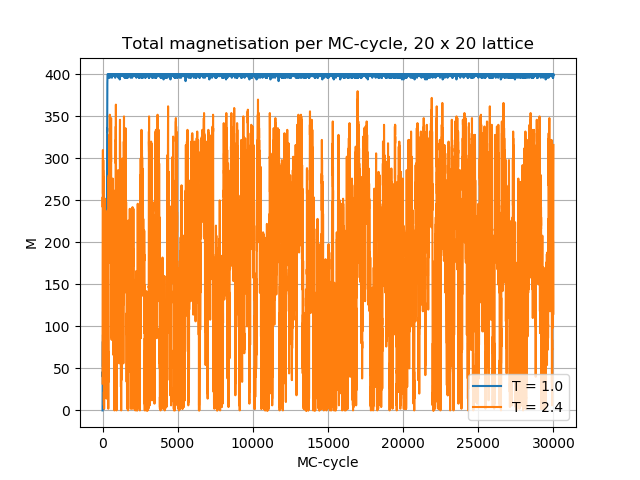 Total magnetisation per MC-cycle, 20 x 20 lattice
400
350
300
250
200
150
100
50
0
M
T = 1.0
T = 2.4
0 5000 10000 15000 20000 25000 30000
MC-cycle